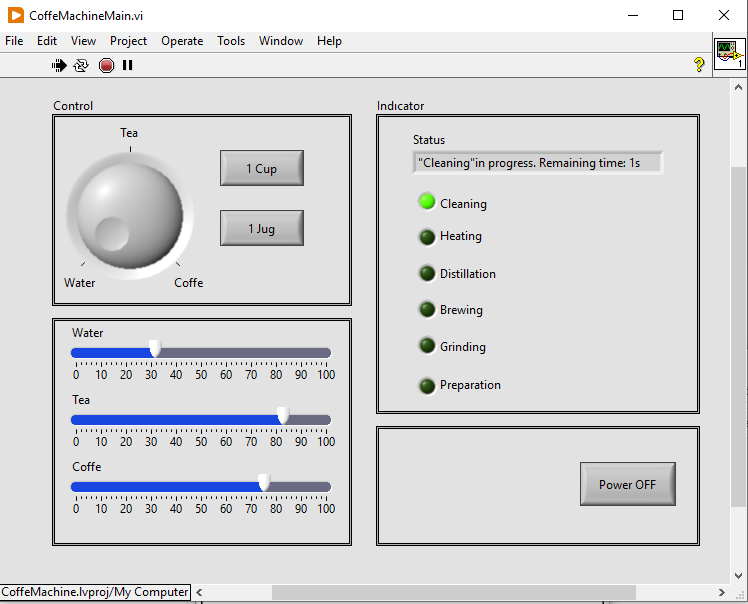 CoffeMachineMain.vi
File Edit View Project Operate Tools Window Help
1
Control
Tea
Water
Coffe
1 Cup
1 Jug
Indicator
Status
"Cleaning"in progress. Remaining time: 1s
Cleaning
Heating
Distillation
Brewing
Grinding
Preparation
Water
0 10 20 30 40 50 60 70 80 90 100
Tea
0 10 20 30 40 50 60 70 80 90 100
Coffe
0 10 20 30 40 50 60 70 80 90 100
Power OFF
CoffeMachine.lvproj/My Computer